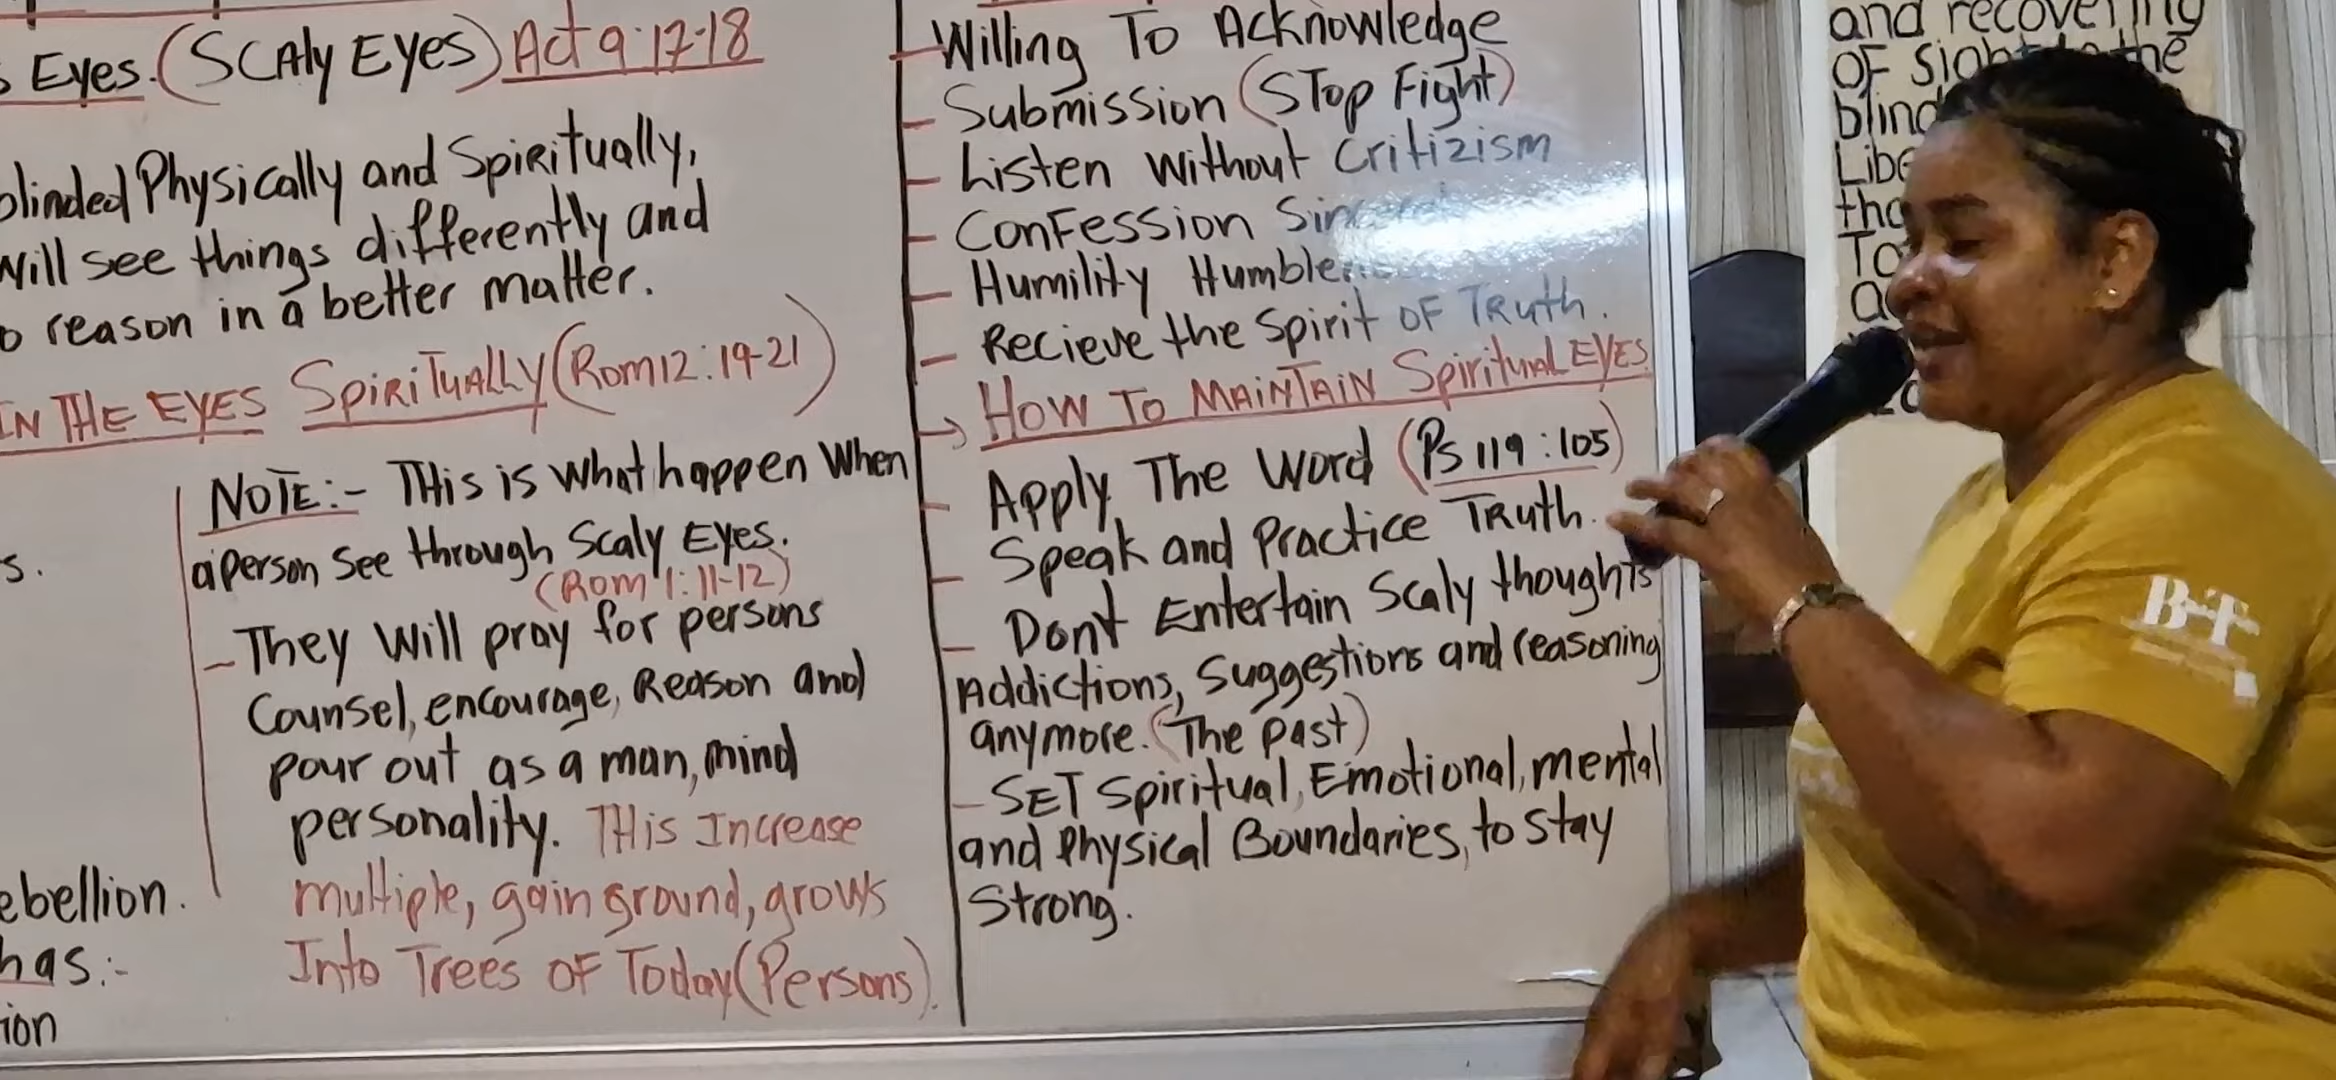 Eyes. (SCAly EyES) Act 9:17-18
Physically and Spiritually,
Will see things differently and
reason in a better matter.
IN THE EYES SpiRiTuAlly (Rom 12:19-21)
s.
NOTE:- THis is What happen When
a person See through Scaly Eyes.
(Rom 1:11-12)
- They Will pray for persons
Counsel, encourage, Reason and
pour out as a man, mind
personality. THis Increase
multiple, gain ground, grows
Into Trees OF Today (Persons).
has:-
- Willing To Acknowledge
- Submission (STop Fight)
- Listen Without Critizism
- ConFession
- Humility
- Recieve the Spirit OF Truth.
→ HOW TO MAINTAIN Spiritual EYES.
- Apply The Word (Ps 119:105)
- Speak and Practice Truth.
- Dont Entertain Scaly thoughts
Addictions, Suggestions and reasoning
anymore. (The Past)
- SET Spiritual, Emotional, mental
and Physical Boundaries, to Stay
Strong.
and recovering
OF